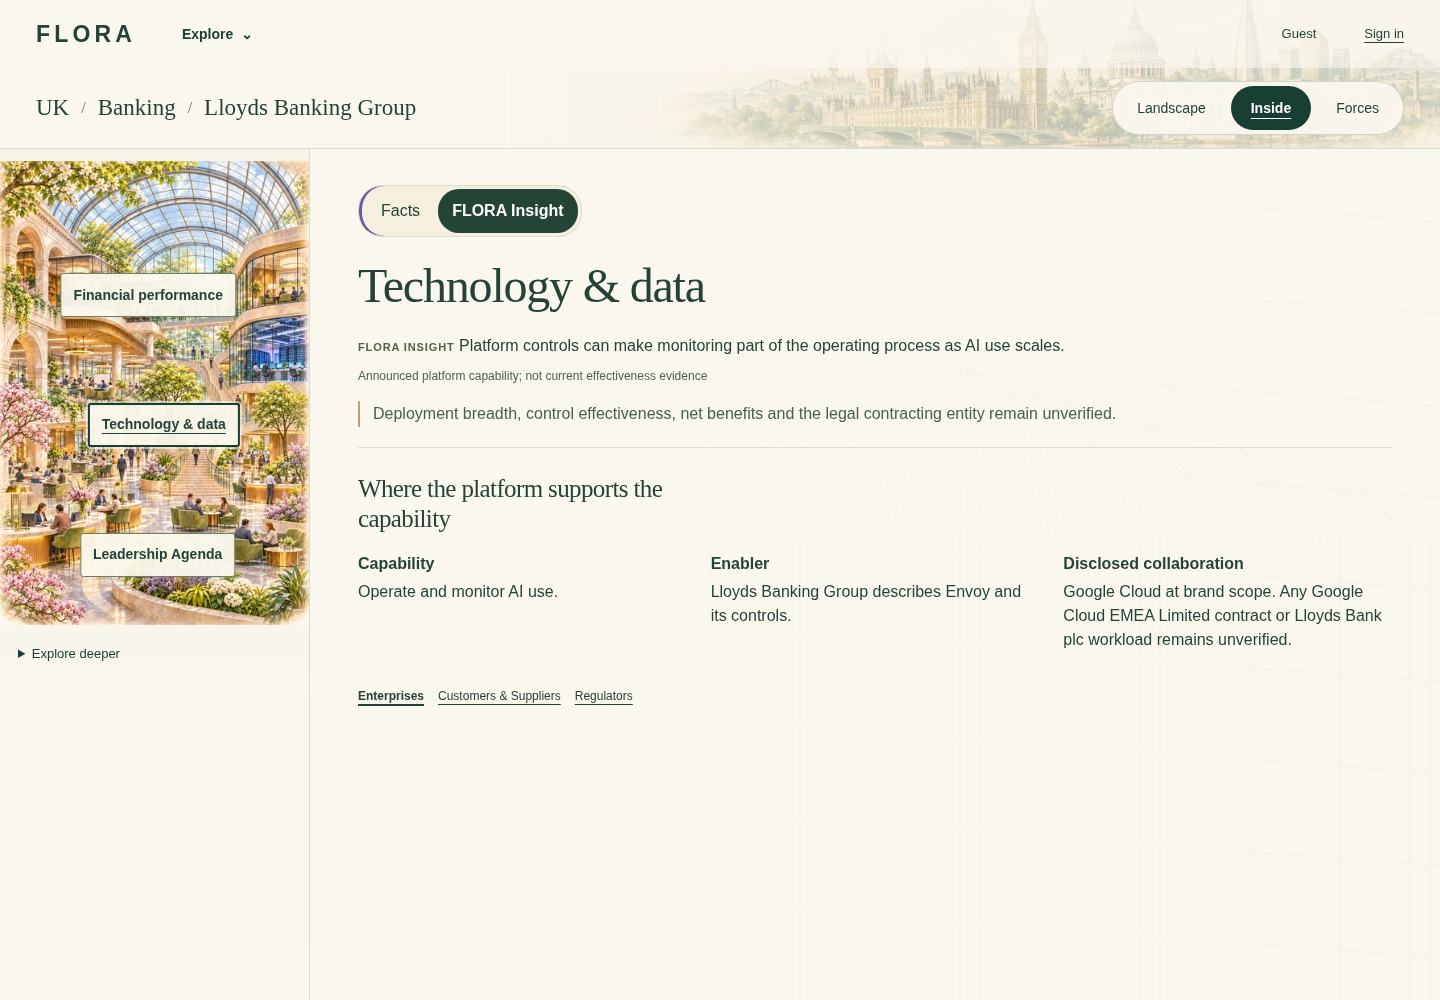 FLORA
Explore
Guest
Sign in
UK / Banking / Lloyds Banking Group
Landscape
Inside
Forces
Financial performance
Technology & data
Leadership Agenda
Explore deeper
Facts
FLORA Insight
Technology & data
FLORA INSIGHT Platform controls can make monitoring part of the operating process as AI use scales.
Announced platform capability; not current effectiveness evidence
Deployment breadth, control effectiveness, net benefits and the legal contracting entity remain unverified.
Where the platform supports the
capability
Capability
Operate and monitor AI use.
Enabler
Lloyds Banking Group describes Envoy and
its controls.
Disclosed collaboration
Google Cloud at brand scope. Any Google
Cloud EMEA Limited contract or Lloyds Bank
plc workload remains unverified.
Enterprises
Customers & Suppliers
Regulators